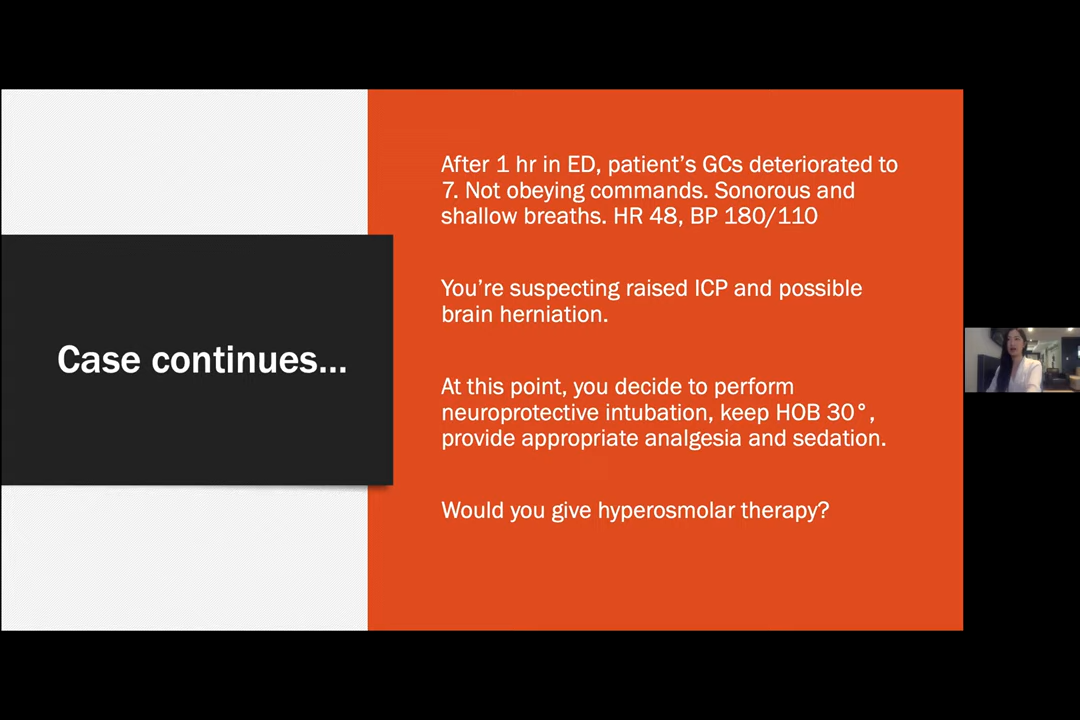 Case continues...
After 1 hr in ED, patient's GCs deteriorated to
7. Not obeying commands. Sonorous and
shallow breaths. HR 48, BP 180/110
You're suspecting raised ICP and possible
brain herniation.
At this point, you decide to perform
neuroprotective intubation, keep HOB 30°,
provide appropriate analgesia and sedation.
Would you give hyperosmolar therapy?